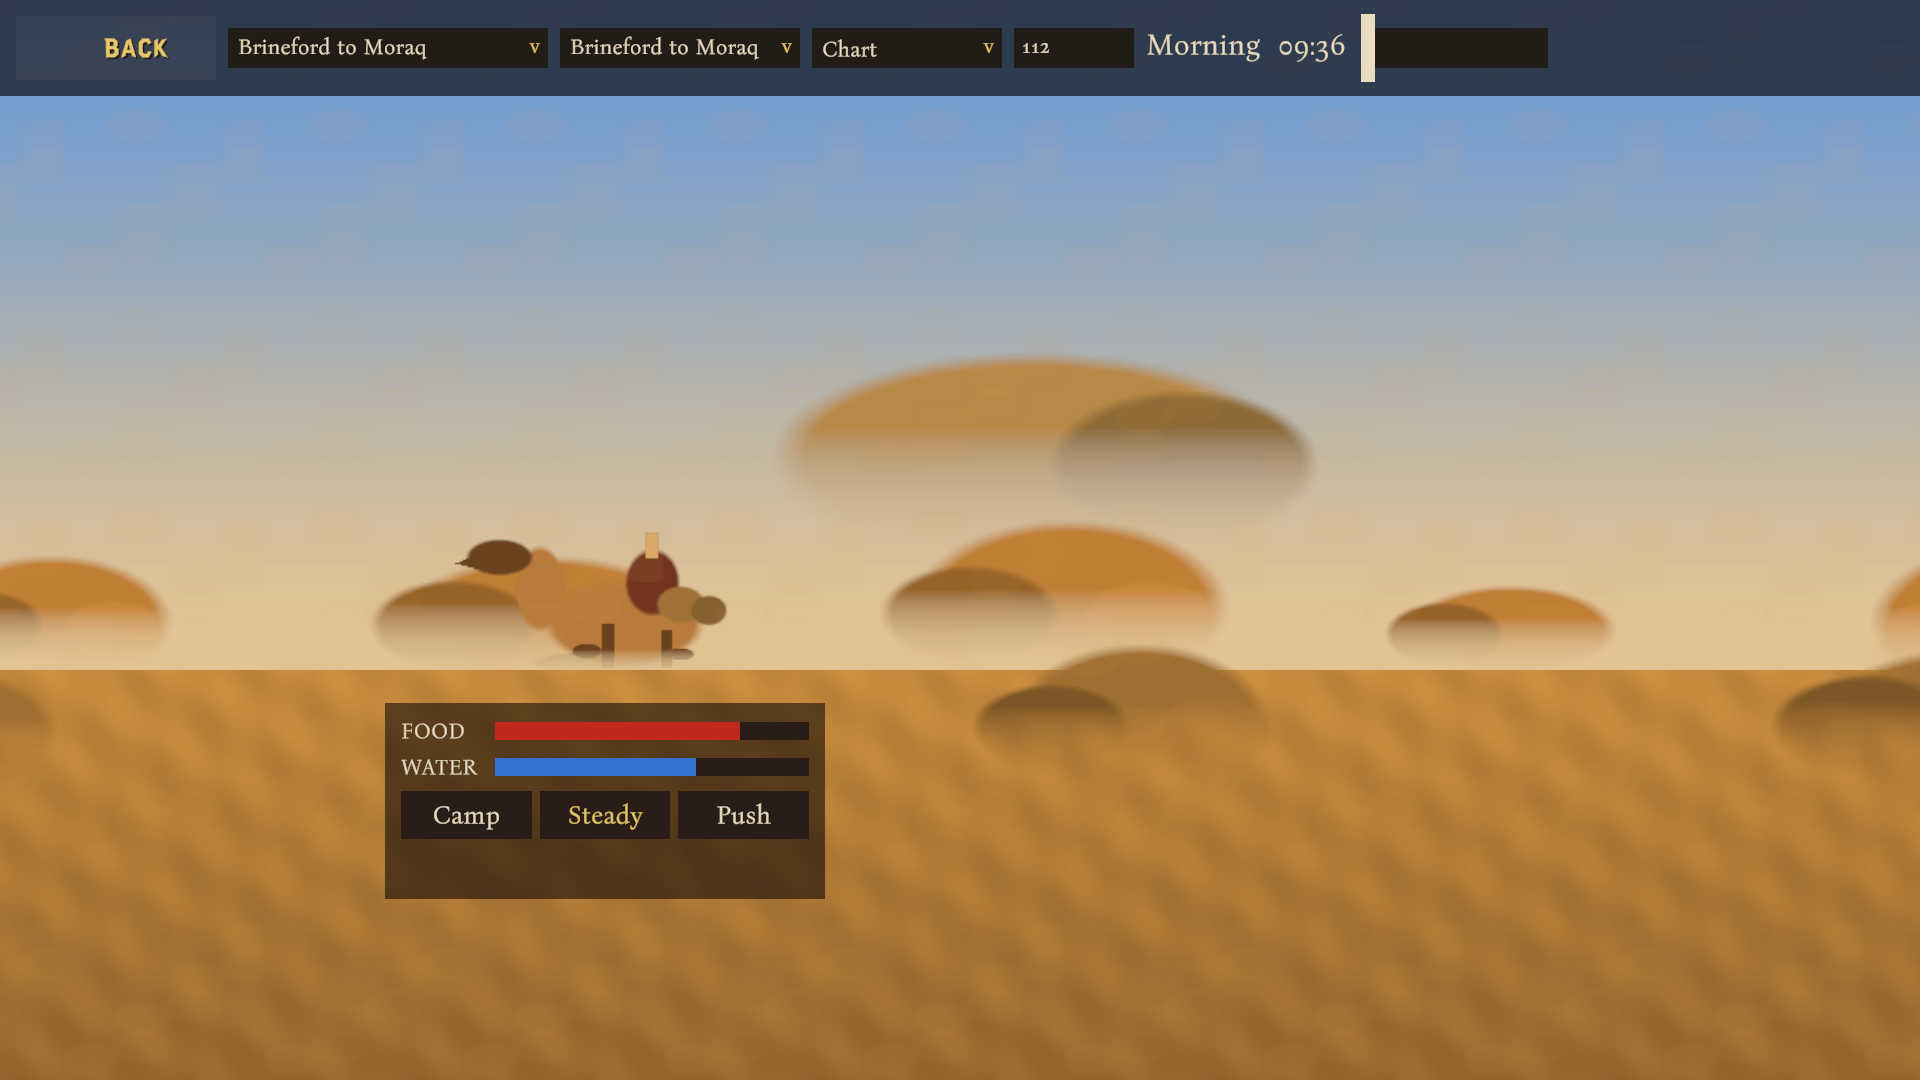 BACK
Brineford to Moraq v
Brineford to Moraq v
Chart v
112
Morning 09:36
FOOD
WATER
Camp
Steady
Push